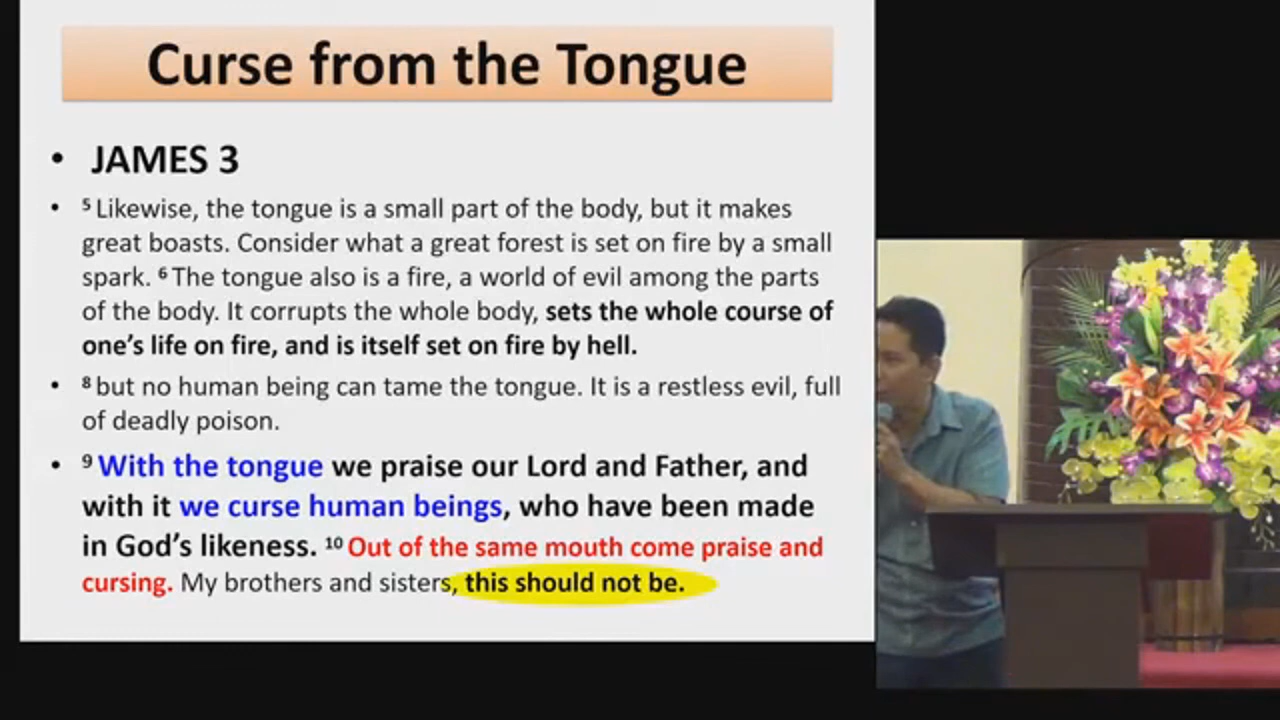 Curse from the Tongue
• JAMES 3
• ⁵ Likewise, the tongue is a small part of the body, but it makes
great boasts. Consider what a great forest is set on fire by a small
spark. ⁶ The tongue also is a fire, a world of evil among the parts
of the body. It corrupts the whole body, sets the whole course of
one’s life on fire, and is itself set on fire by hell.
• ⁸ but no human being can tame the tongue. It is a restless evil, full
of deadly poison.
• ⁹ With the tongue we praise our Lord and Father, and
with it we curse human beings, who have been made
in God’s likeness. ¹⁰ Out of the same mouth come praise and
cursing. My brothers and sisters, this should not be.